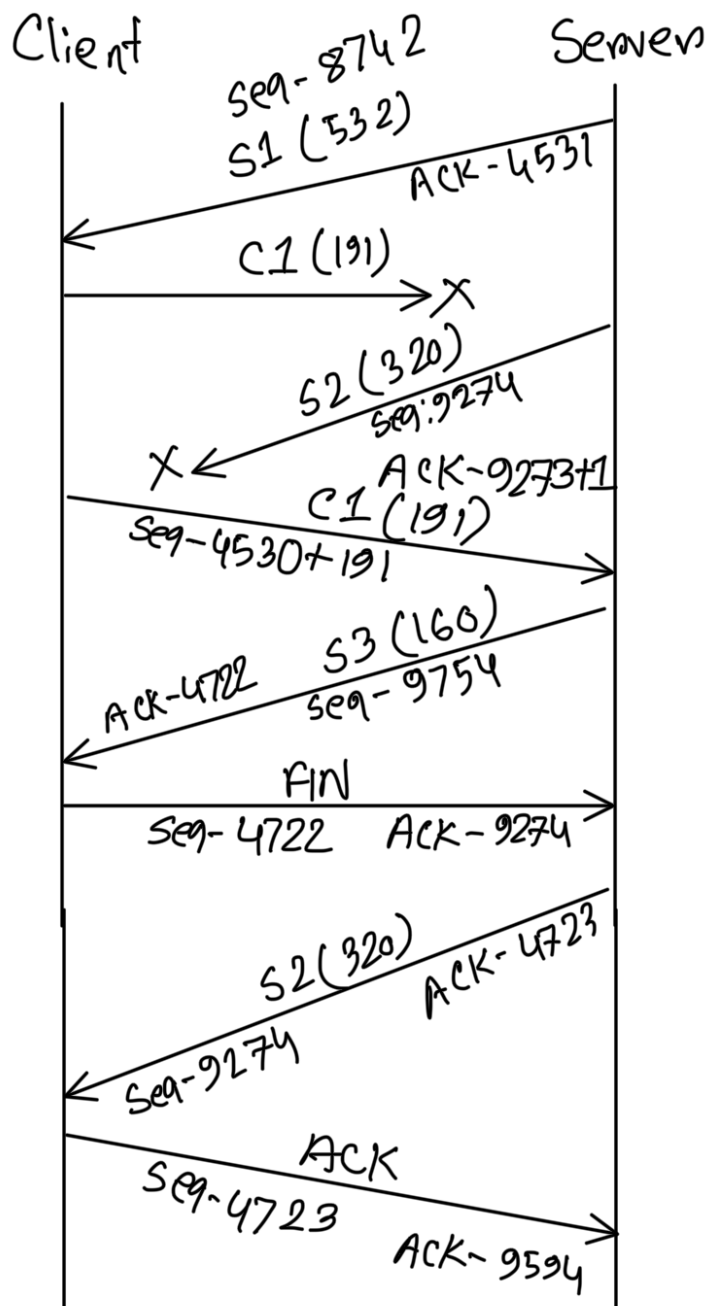 Client
Server
Seq-8742
S1 (532)
ACK-4531
C1 (191)
X
S2 (320)
Seq:9274
X
ACK-9273+1
C1 (191)
Seq-4530+191
S3 (160)
ACK-4722
Seq-9754
FIN
Seq-4722
ACK-9274
S2 (320)
ACK-4723
Seq-9274
ACK
Seq-4723
ACK-9594